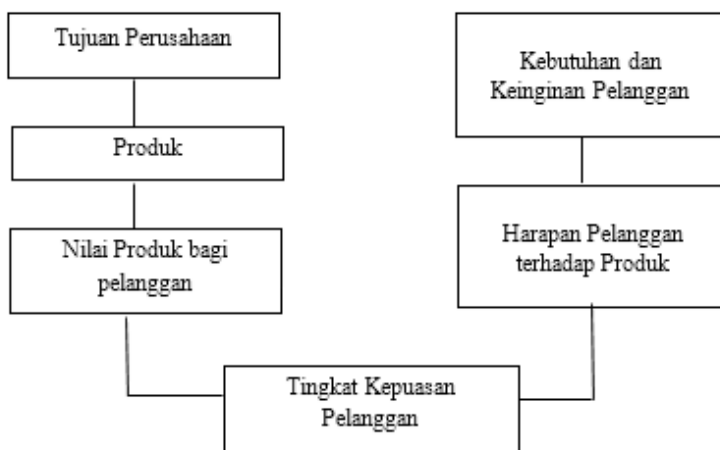 Tujuan Perusahaan
Produk
Nilai Produk bagi
pelanggan
Kebutuhan dan
Keinginan Pelanggan
Harapan Pelanggan
terhadap Produk
Tingkat Kepuasan
Pelanggan